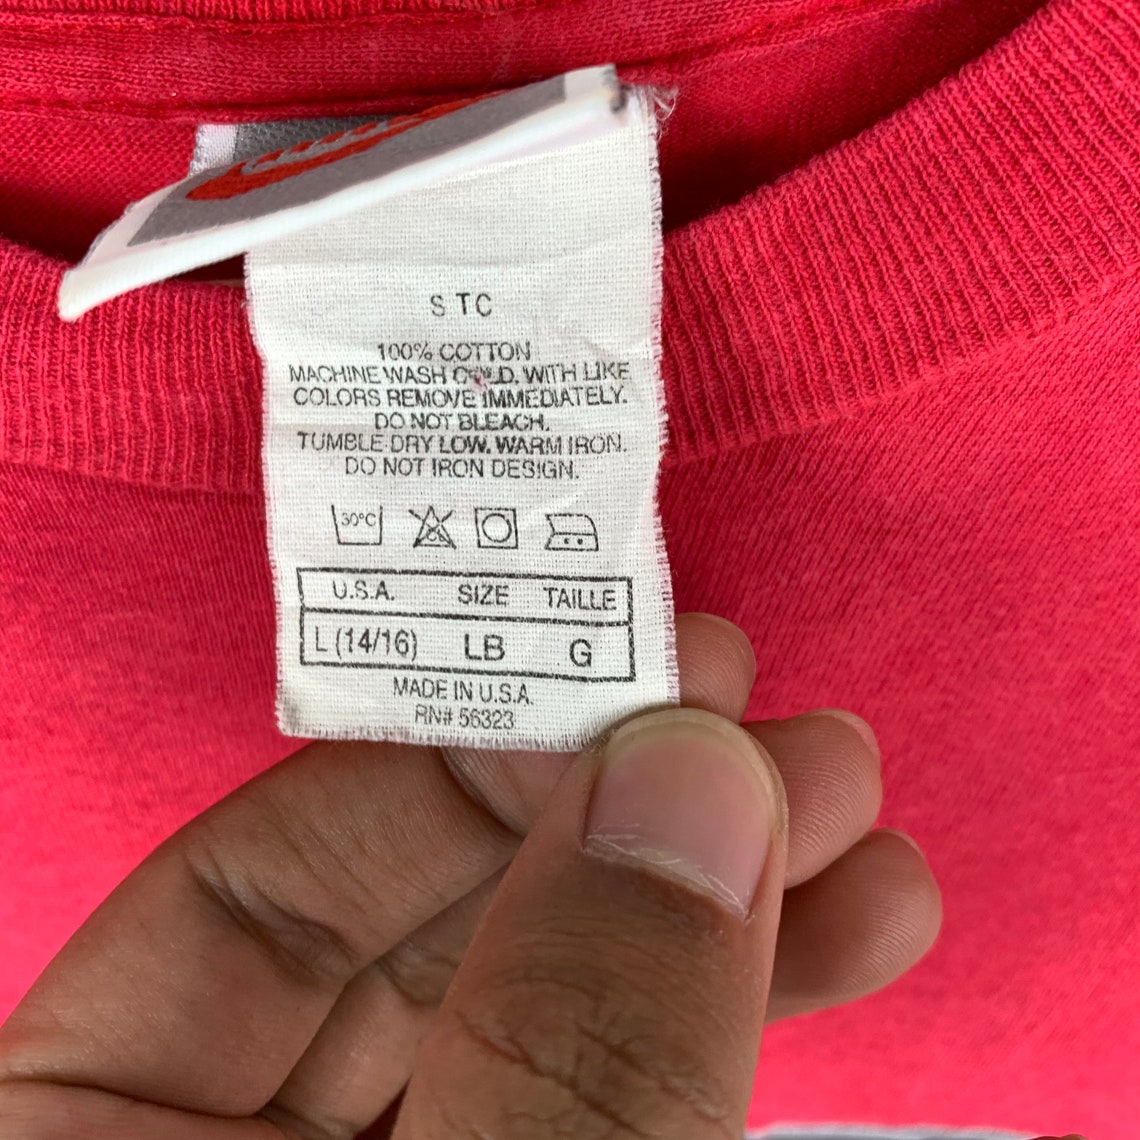 S T C
100% COTTON
MACHINE WASH COLD. WITH LIKE
COLORS REMOVE IMMEDIATELY.
DO NOT BLEACH.
TUMBLE DRY LOW. WARM IRON.
DO NOT IRON DESIGN.
30°C
U.S.A. SIZE TAILLE
L (14/16) LB G
MADE IN U.S.A.
RN# 56323